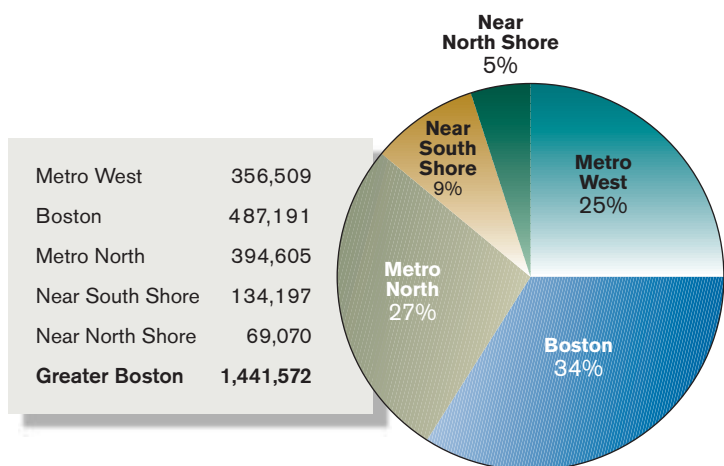 Metro West 356,509
Boston 487,191
Metro North 394,605
Near South Shore 134,197
Near North Shore 69,070
Greater Boston 1,441,572
Near
North Shore
5%
Near
South
Shore
9%
Metro
West
25%
Metro
North
27%
Boston
34%